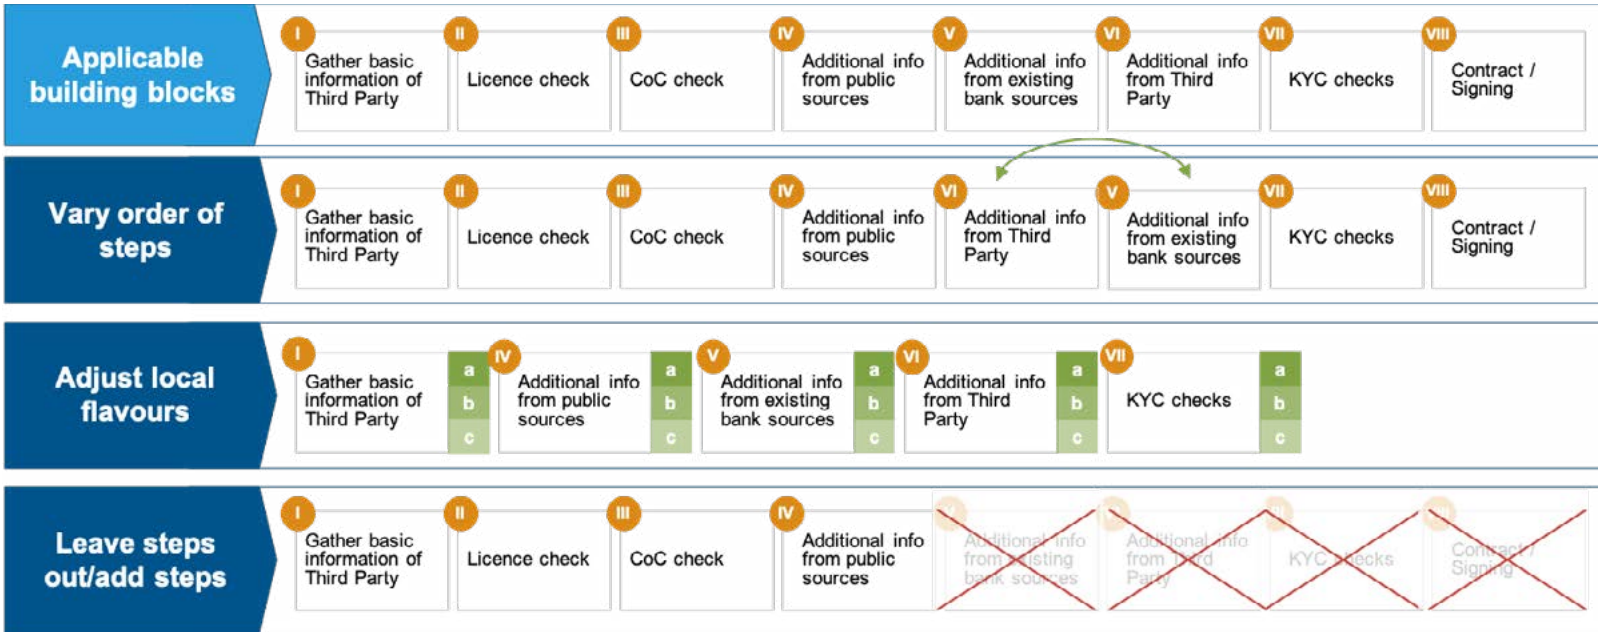 Applicable
building blocks
I
Gather basic
information of
Third Party
II
Licence check
III
CoC check
IV
Additional info
from public
sources
V
Additional info
from existing
bank sources
VI
Additional info
from Third
Party
VII
KYC checks
VIII
Contract /
Signing
Vary order of
steps
I
Gather basic
information of
Third Party
II
Licence check
III
CoC check
IV
Additional info
from public
sources
VI
Additional info
from Third
Party
V
Additional info
from existing
bank sources
VII
KYC checks
VIII
Contract /
Signing
Adjust local
flavours
I
Gather basic
information of
Third Party
a
b
c
IV
Additional info
from public
sources
a
b
c
V
Additional info
from existing
bank sources
a
b
c
VI
Additional info
from Third
Party
a
b
c
VII
KYC checks
a
b
c
Leave steps
out/add steps
I
Gather basic
information of
Third Party
II
Licence check
III
CoC check
IV
Additional info
from public
sources
Additional info
from existing
bank sources
Additional info
from Third
Party
KYC checks
Contract /
Signing